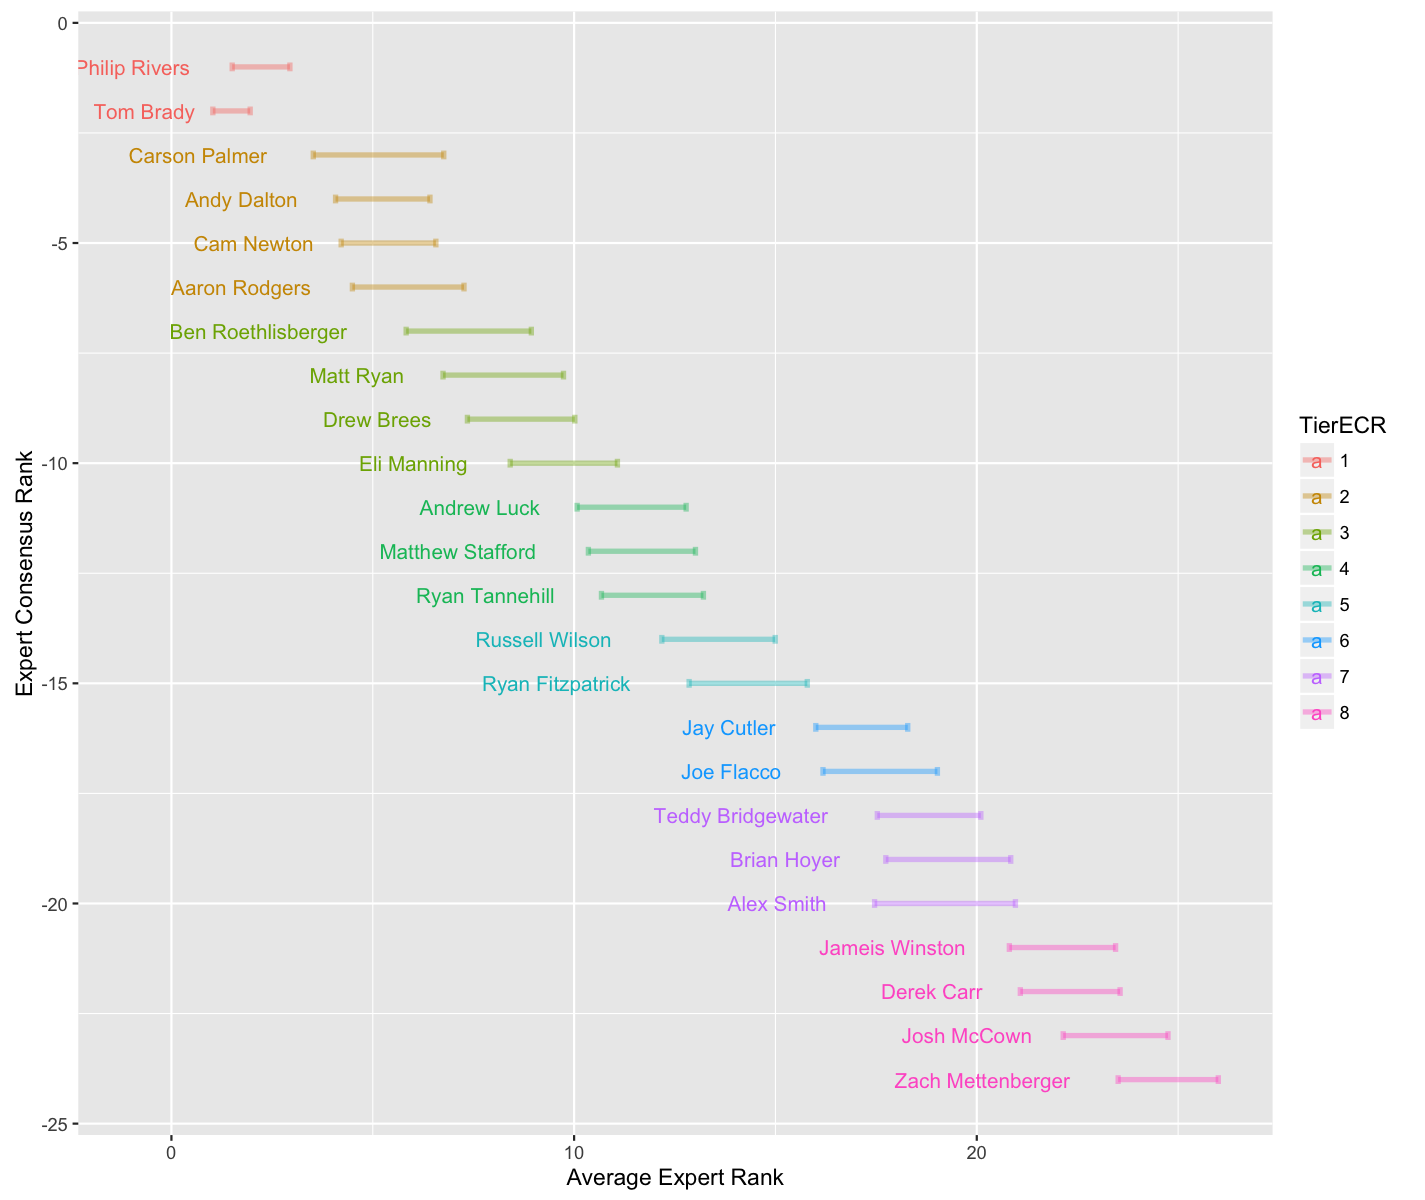 0
Philip Rivers
Tom Brady
Carson Palmer
Andy Dalton
-5
Cam Newton
Aaron Rodgers
Ben Roethlisberger
Matt Ryan
Drew Brees
-10
Eli Manning
Andrew Luck
Matthew Stafford
Ryan Tannehill
Russell Wilson
-15
Ryan Fitzpatrick
Jay Cutler
Joe Flacco
Teddy Bridgewater
Brian Hoyer
-20
Alex Smith
Jameis Winston
Derek Carr
Josh McCown
Zach Mettenberger
-25
0 10 20
Average Expert Rank
Expert Consensus Rank
TierECR
a 1
a 2
a 3
a 4
a 5
a 6
a 7
a 8